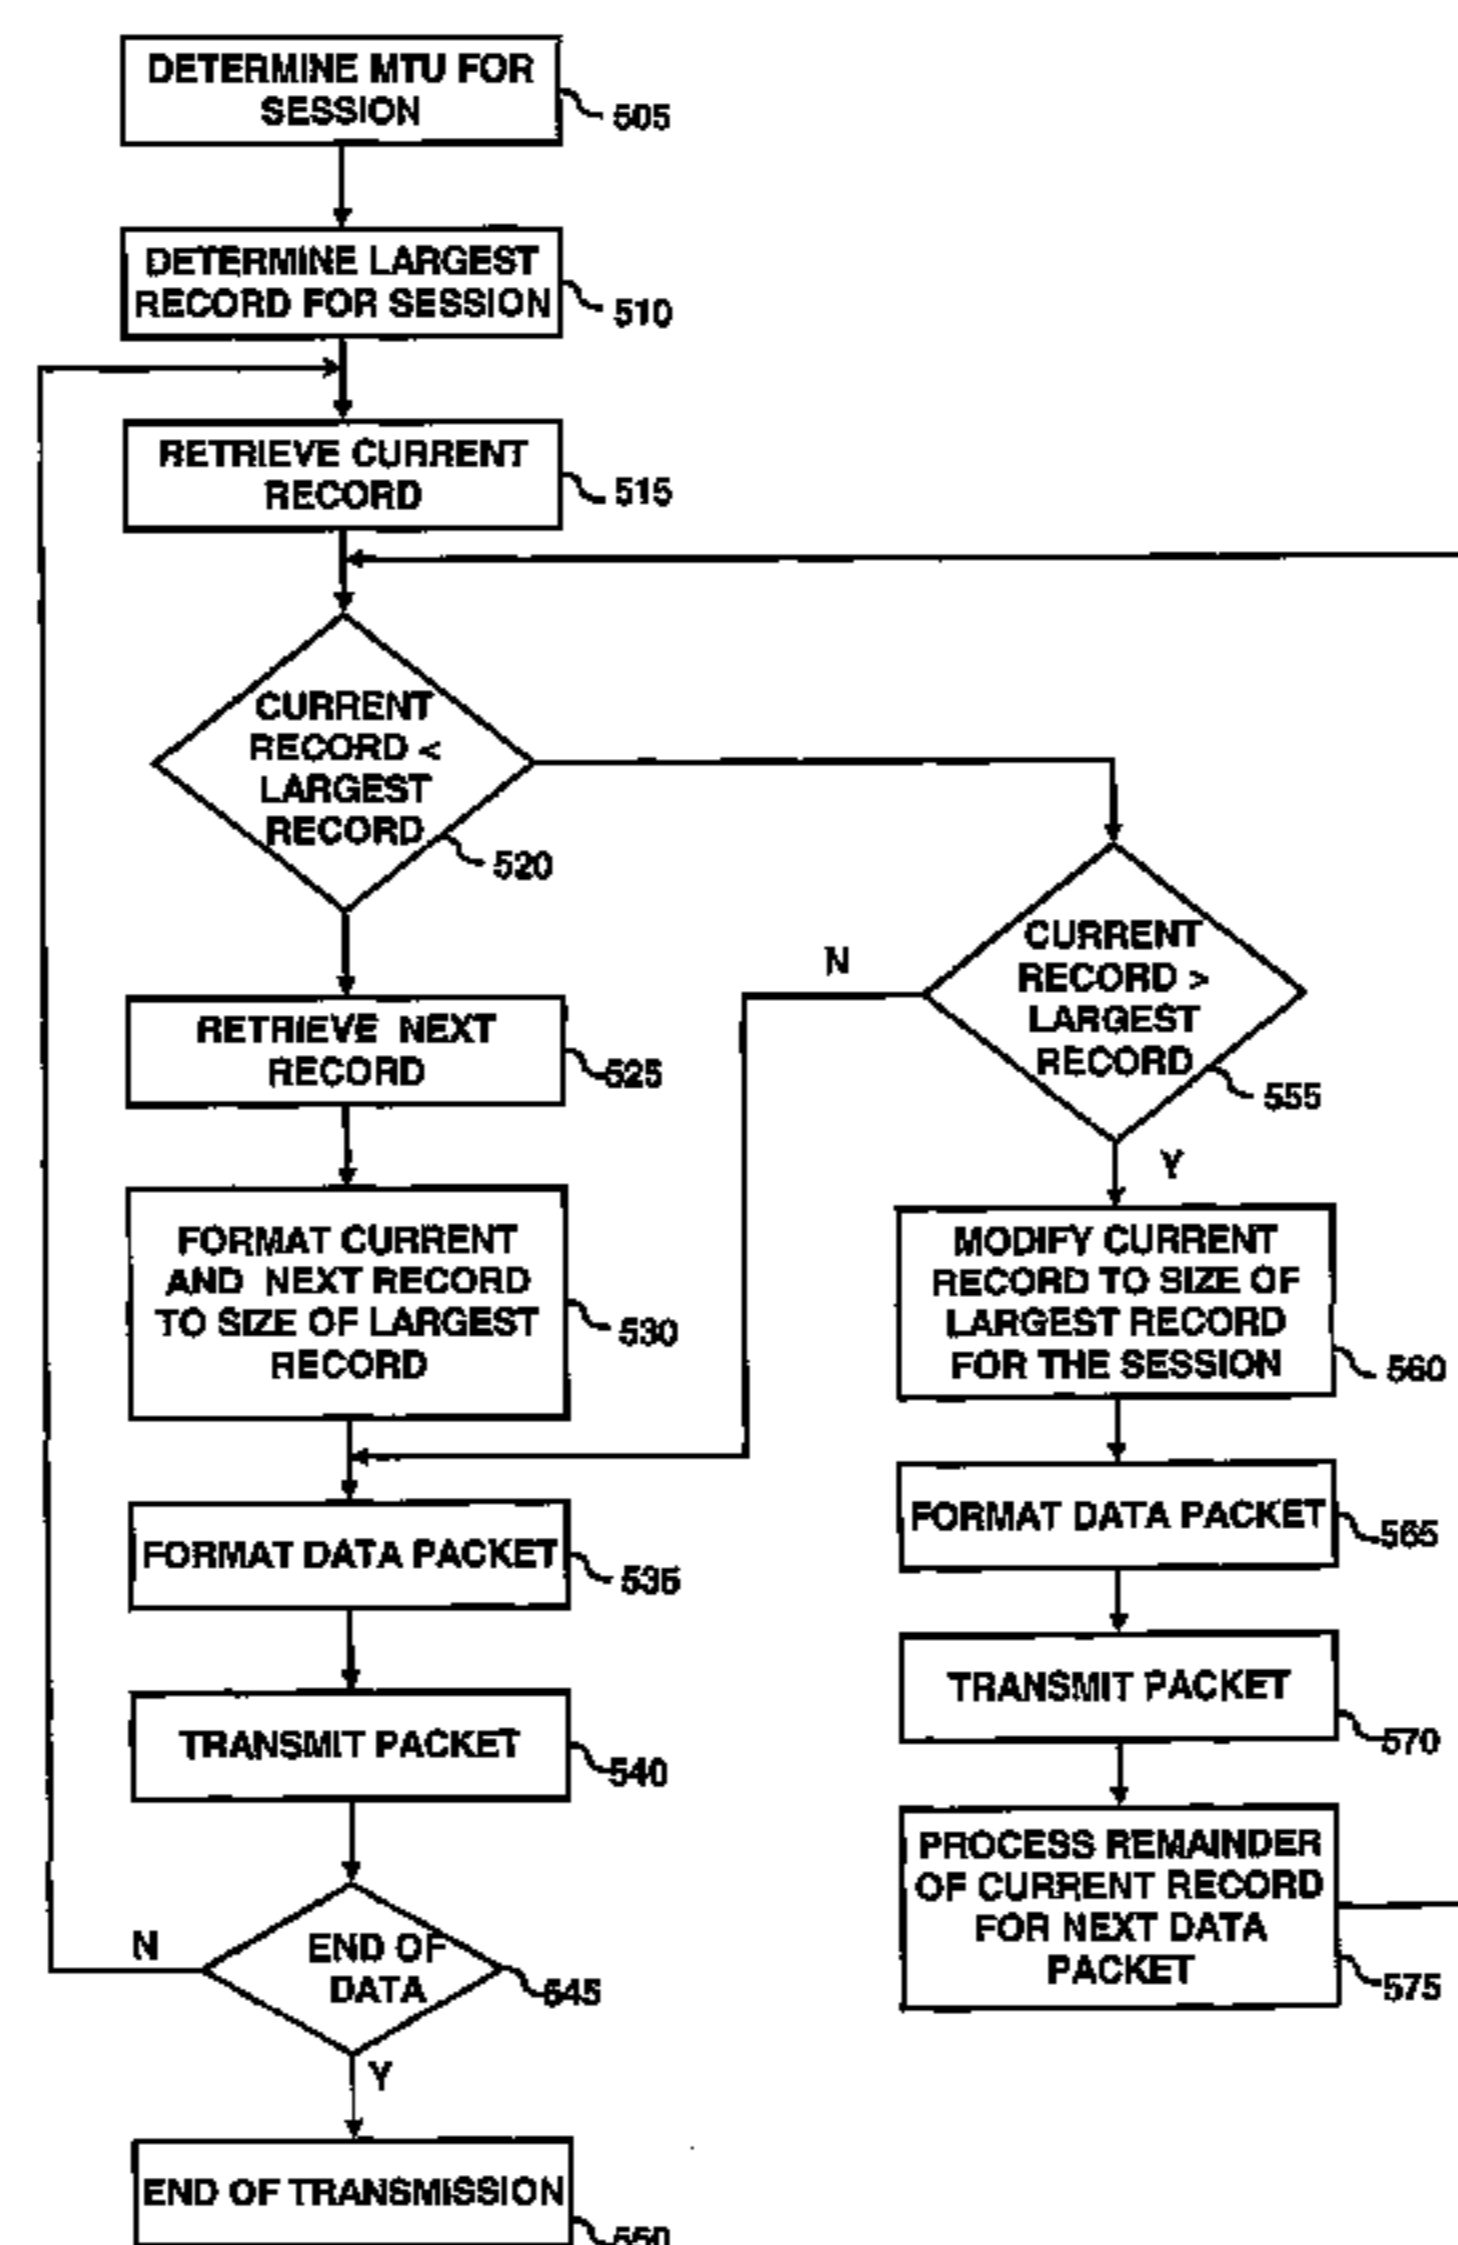 DETERMINE MTU FOR
SESSION
505
DETERMINE LARGEST
RECORD FOR SESSION
510
RETRIEVE CURRENT
RECORD
515
CURRENT
RECORD <
LARGEST
RECORD
520
RETRIEVE NEXT
RECORD
525
FORMAT CURRENT
AND NEXT RECORD
TO SIZE OF LARGEST
RECORD
530
FORMAT DATA PACKET
535
TRANSMIT PACKET
540
N
END OF
DATA
545
Y
END OF TRANSMISSION
550
N
CURRENT
RECORD >
LARGEST
RECORD
555
Y
MODIFY CURRENT
RECORD TO SIZE OF
LARGEST RECORD
FOR THE SESSION
560
FORMAT DATA PACKET
565
TRANSMIT PACKET
570
PROCESS REMAINDER
OF CURRENT RECORD
FOR NEXT DATA
PACKET
575